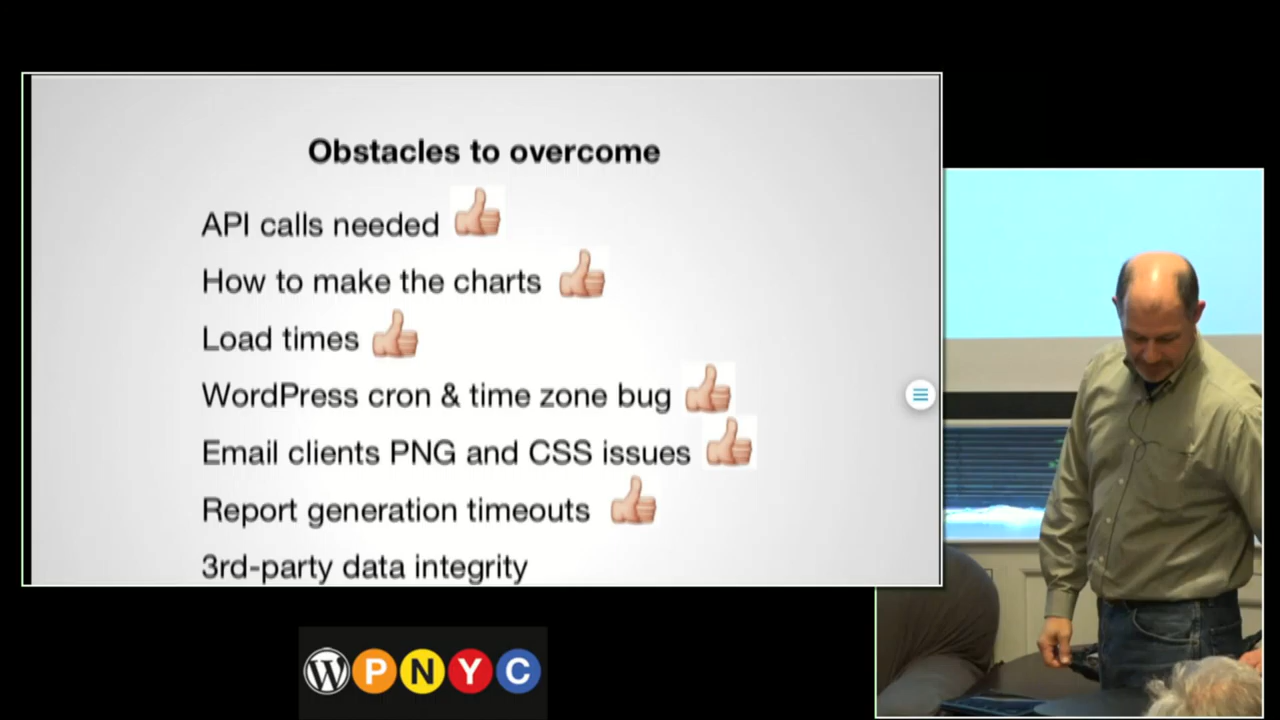 Obstacles to overcome
API calls needed
How to make the charts
Load times
WordPress cron & time zone bug
Email clients PNG and CSS issues
Report generation timeouts
3rd-party data integrity
WPNYC